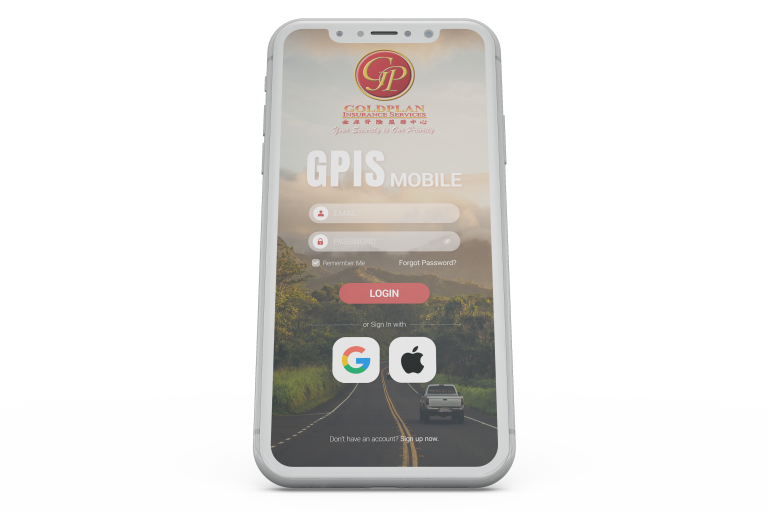 GP
GOLDPLAN
INSURANCE SERVICES
Your Security is Our Priority
GPIS MOBILE
EMAIL
PASSWORD
Remember Me
Forgot Password?
LOGIN
or Sign In with
Don't have an account? Sign up now.